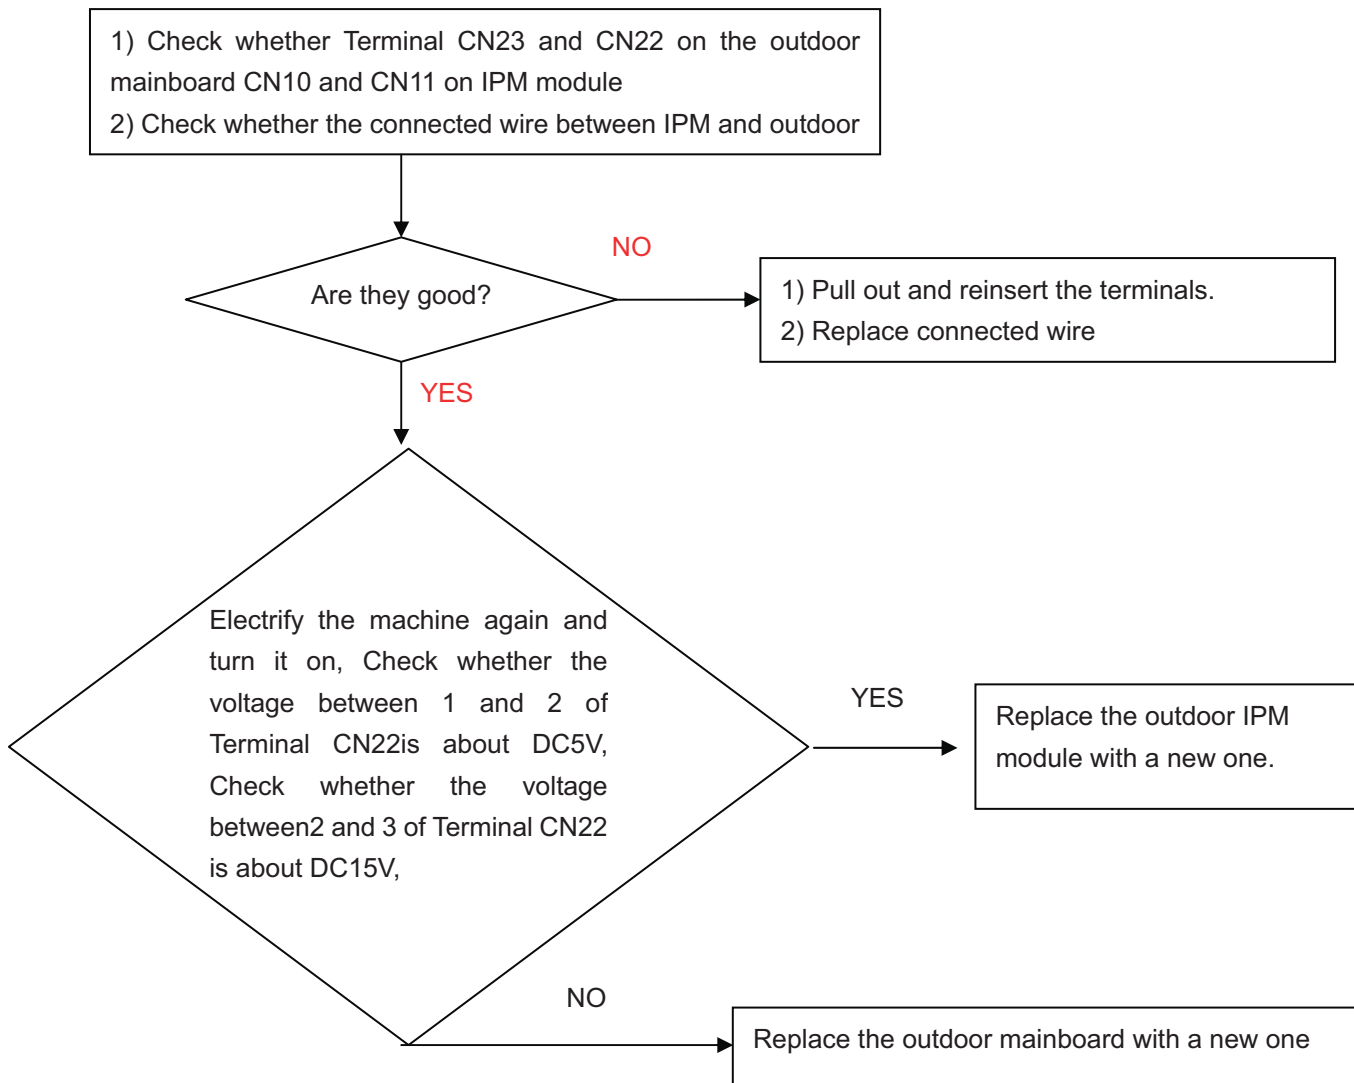 1) Check whether Terminal CN23 and CN22 on the outdoor
mainboard CN10 and CN11 on IPM module
2) Check whether the connected wire between IPM and outdoor
Are they good?
NO
1) Pull out and reinsert the terminals.
2) Replace connected wire
YES
Electrify the machine again and
turn it on, Check whether the
voltage between 1 and 2 of
Terminal CN22is about DC5V,
Check whether the voltage
between2 and 3 of Terminal CN22
is about DC15V,
YES
Replace the outdoor IPM
module with a new one.
NO
Replace the outdoor mainboard with a new one